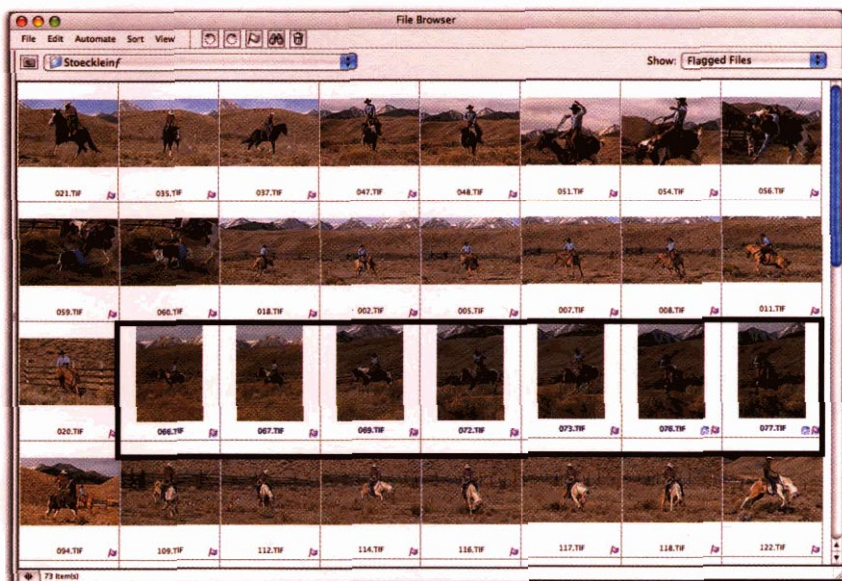 File Browser
File Edit Automate Sort View
Stoeckleinf Show: Flagged Files
021.TIF 035.TIF 037.TIF 047.TIF 048.TIF 051.TIF 054.TIF 056.TIF
059.TIF 060.TIF 018.TIF 002.TIF 005.TIF 007.TIF 008.TIF 011.TIF
020.TIF 066.TIF 067.TIF 069.TIF 072.TIF 073.TIF 076.TIF 077.TIF
094.TIF 109.TIF 112.TIF 114.TIF 116.TIF 117.TIF 118.TIF 122.TIF
73 Item(s)